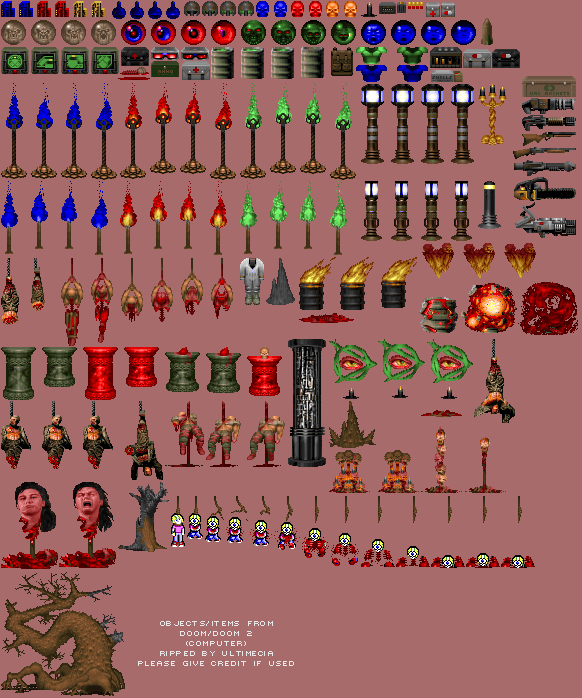 OBJECTS/ITEMS FROM
DOOM/DOOM 2
(COMPUTER)
RIPPED BY ULTIMECIA
PLEASE GIVE CREDIT IF USED